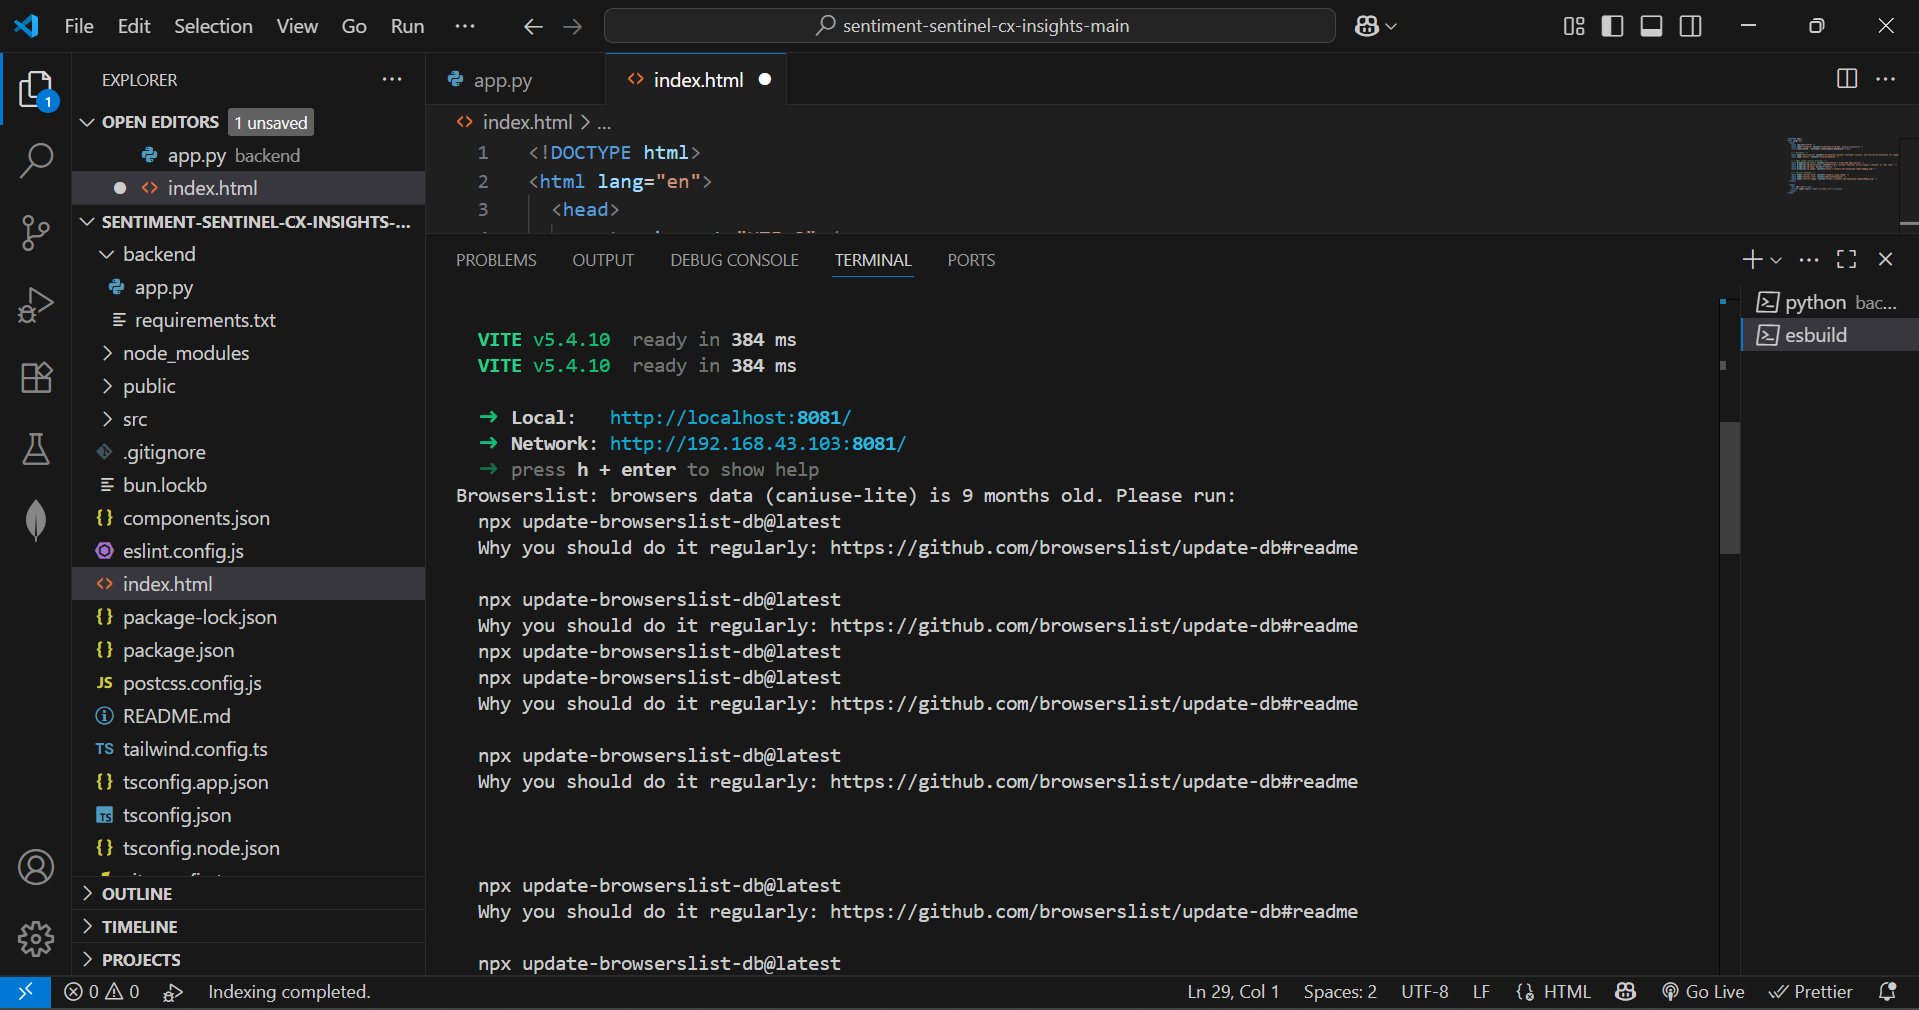 File Edit Selection View Go Run ···
sentiment-sentinel-cx-insights-main
EXPLORER
1
OPEN EDITORS 1 unsaved
app.py backend
index.html
SENTIMENT-SENTINEL-CX-INSIGHTS-...
backend
app.py
requirements.txt
node_modules
public
src
.gitignore
bun.lockb
components.json
eslint.config.js
index.html
package-lock.json
package.json
postcss.config.js
README.md
tailwind.config.ts
tsconfig.app.json
tsconfig.json
tsconfig.node.json
OUTLINE
TIMELINE
PROJECTS
app.py
index.html
index.html > ...
1 <!DOCTYPE html>
2 <html lang="en">
3 <head>
PROBLEMS OUTPUT DEBUG CONSOLE TERMINAL PORTS
VITE v5.4.10 ready in 384 ms
VITE v5.4.10 ready in 384 ms
➜ Local: http://localhost:8081/
➜ Network: http://192.168.43.103:8081/
➜ press h + enter to show help
Browserslist: browsers data (caniuse-lite) is 9 months old. Please run:
npx update-browserslist-db@latest
Why you should do it regularly: https://github.com/browserslist/update-db#readme
npx update-browserslist-db@latest
Why you should do it regularly: https://github.com/browserslist/update-db#readme
npx update-browserslist-db@latest
npx update-browserslist-db@latest
Why you should do it regularly: https://github.com/browserslist/update-db#readme
npx update-browserslist-db@latest
Why you should do it regularly: https://github.com/browserslist/update-db#readme
npx update-browserslist-db@latest
Why you should do it regularly: https://github.com/browserslist/update-db#readme
npx update-browserslist-db@latest
python bac...
esbuild
0 0 Indexing completed.
Ln 29, Col 1 Spaces: 2 UTF-8 LF HTML Go Live Prettier